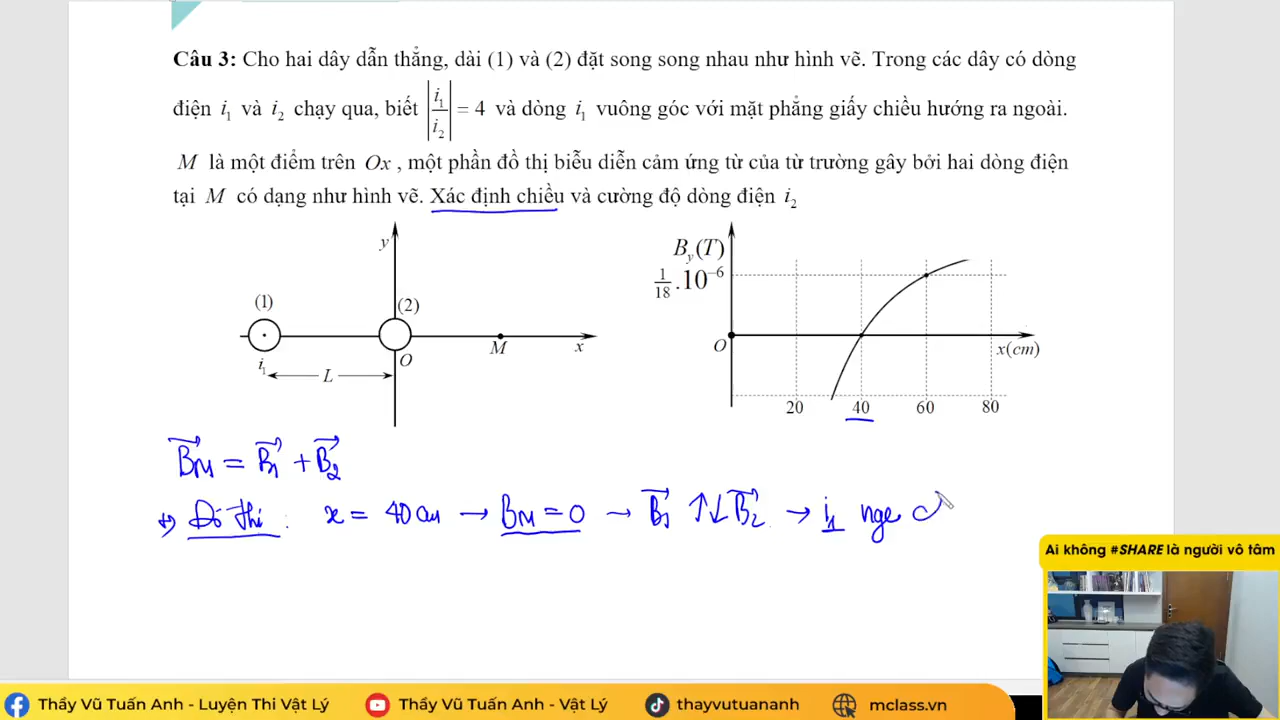 Câu 3: Cho hai dây dẫn thẳng, dài (1) và (2) đặt song song nhau như hình vẽ. Trong các dây có dòng
điện i₁ và i₂ chạy qua, biết |i₁/i₂| = 4 và dòng i₁ vuông góc với mặt phẳng giấy chiều hướng ra ngoài.
M là một điểm trên Ox , một phần đồ thị biễu diễn cảm ứng từ của từ trường gây bởi hai dòng điện
tại M có dạng như hình vẽ. Xác định chiều và cường độ dòng điện i₂
y
(1)
(2)
i₁
L
O
M
x
B_y(T)
1/18 .10⁻⁶
O
x(cm)
20
40
60
80
B⃗M = B⃗1 + B⃗2
+) Đồ thị : x = 40 cm → BM = 0 → B⃗1 ↑↓ B⃗2 → i1 ngc
Ai không #SHARE là người vô tâm
Thầy Vũ Tuấn Anh - Luyện Thi Vật Lý
Thầy Vũ Tuấn Anh - Luyện Thi Vật Lý
thayvutuananh
mclass.vn